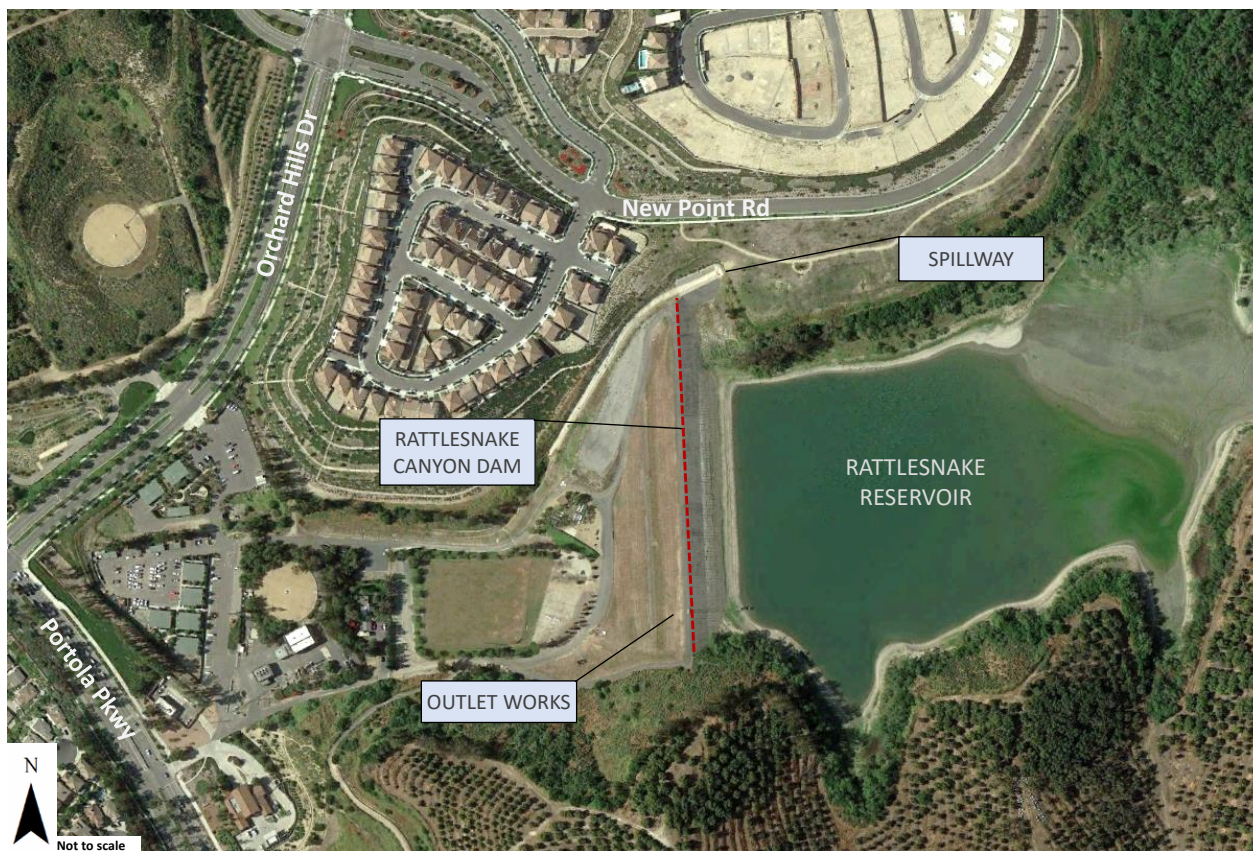 Orchard Hills Dr
New Point Rd
SPILLWAY
RATTLESNAKE
CANYON DAM
RATTLESNAKE
RESERVOIR
OUTLET WORKS
Portola Pkwy
N
Not to scale